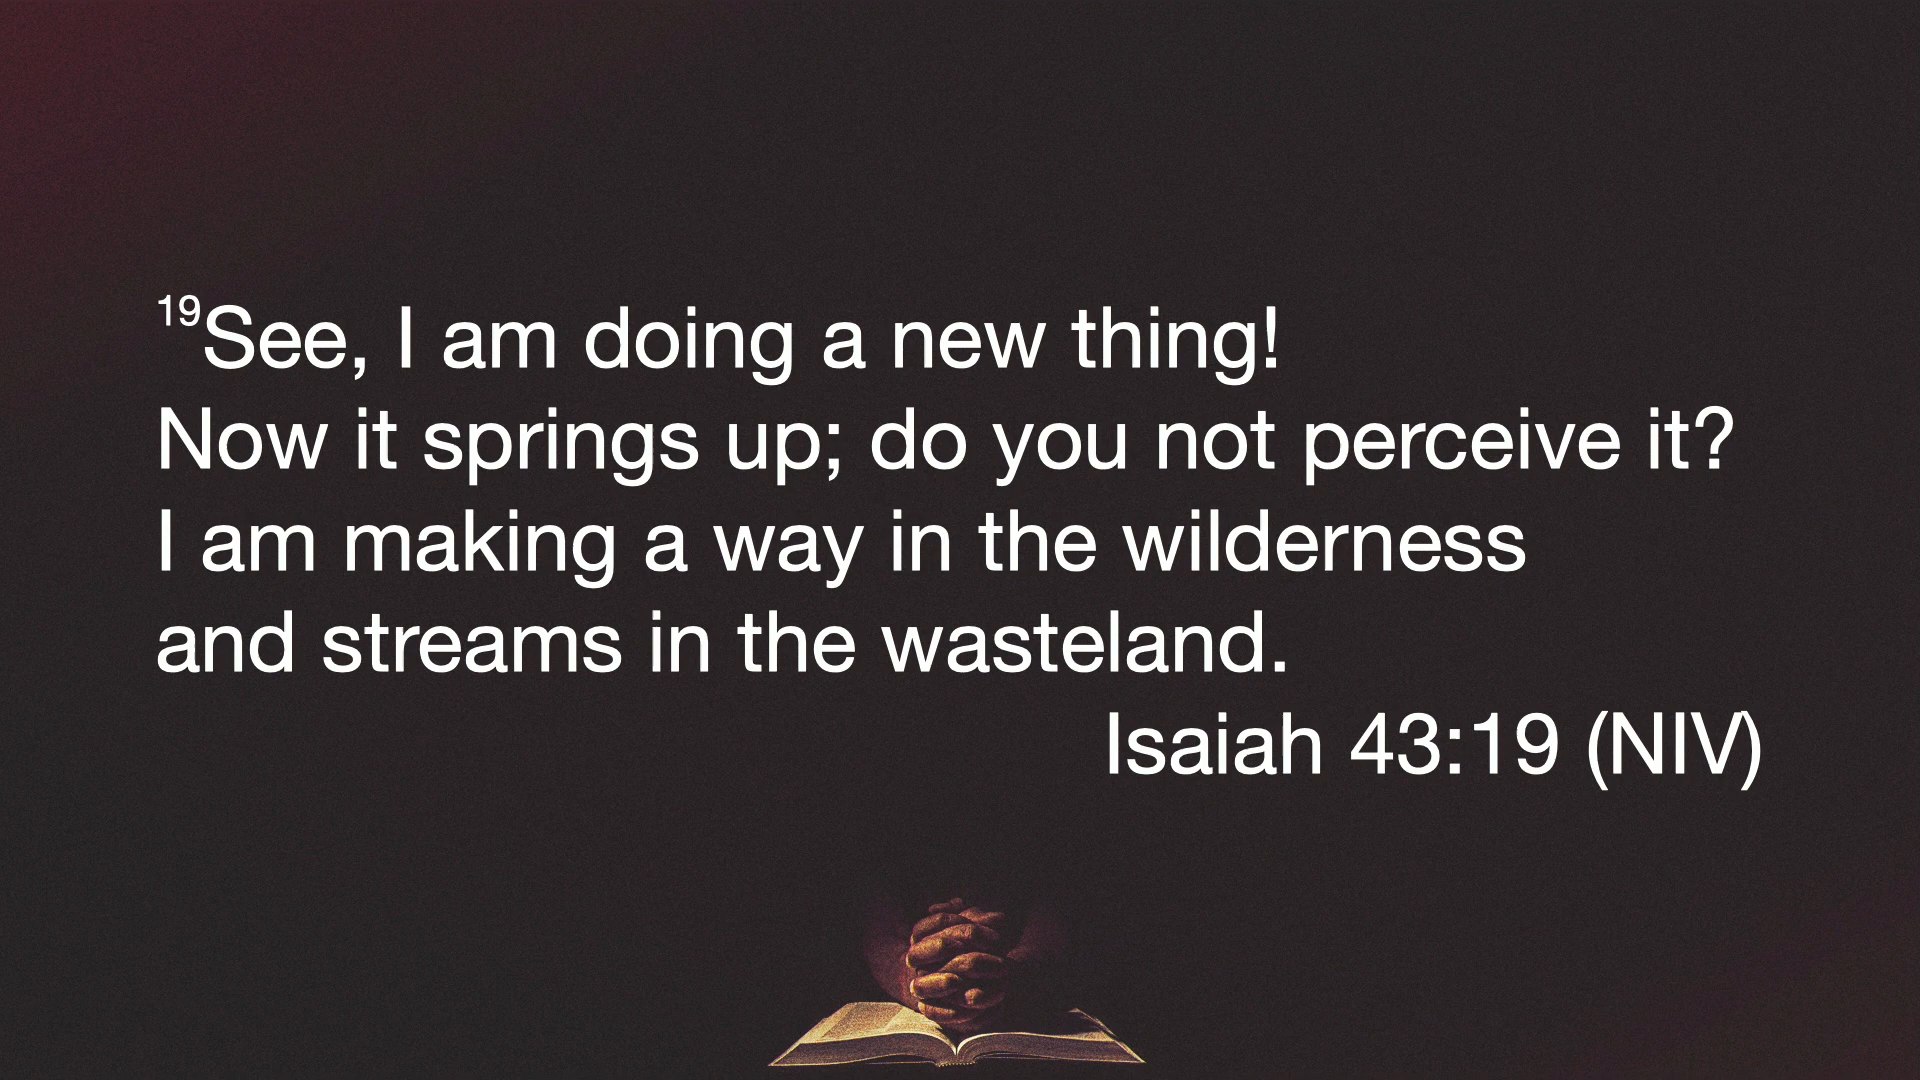 ¹⁹See, I am doing a new thing!
Now it springs up; do you not perceive it?
I am making a way in the wilderness
and streams in the wasteland.
Isaiah 43:19 (NIV)